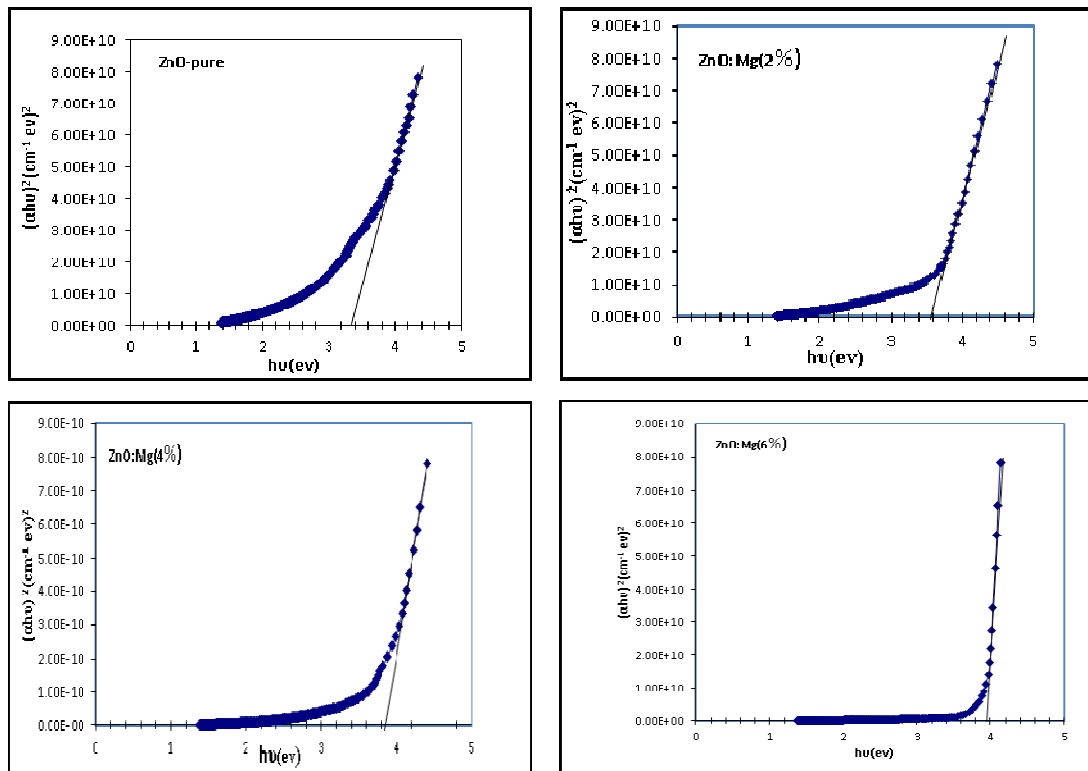 ZnO-pure
(αhυ)²(cm⁻¹ ev)²
9.00E+10
8.00E+10
7.00E+10
6.00E+10
5.00E+10
4.00E+10
3.00E+10
2.00E+10
1.00E+10
0.00E+00
0 1 2 3 4 5
hυ(ev)
ZnO:Mg(2%)
(αhυ)²(cm⁻¹ ev)²
9.00E+10
8.00E+10
7.00E+10
6.00E+10
5.00E+10
4.00E+10
3.00E+10
2.00E+10
1.00E+10
0.00E+00
0 1 2 3 4 5
hυ(ev)
ZnO:Mg(4%)
(αhυ)²(cm⁻¹ ev)²
9.00E-10
8.00E-10
7.00E-10
6.00E-10
5.00E-10
4.00E-10
3.00E-10
2.00E-10
1.00E-10
0.00E-00
0 1 2 3 4 5
hυ(ev)
ZnO:Mg(6%)
(αhυ)²(cm⁻¹ ev)²
9.00E+10
8.00E+10
7.00E+10
6.00E+10
5.00E+10
4.00E+10
3.00E+10
2.00E+10
1.00E+10
0.00E+00
0 1 2 3 4 5
hυ(ev)